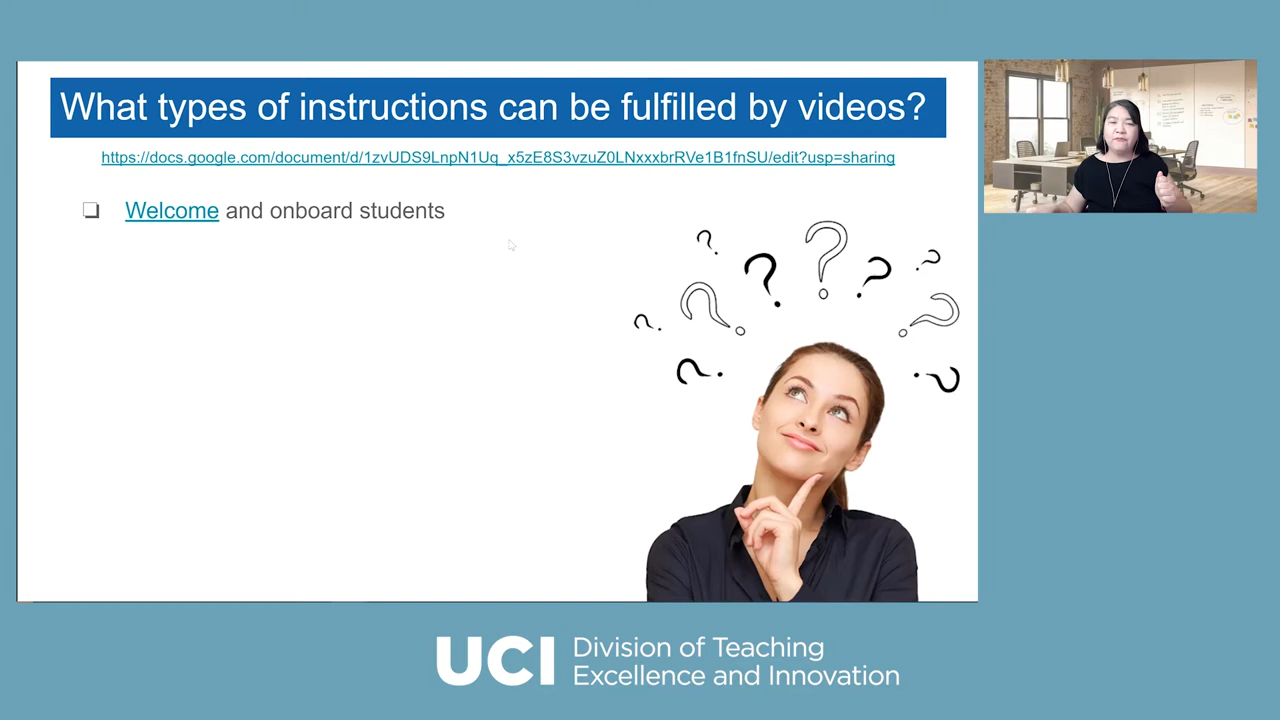 What types of instructions can be fulfilled by videos?
https://docs.google.com/document/d/1zvUDS9LnpN1Uq_x5zE8S3vzuZ0LNxxxbrRVe1B1fnSU/edit?usp=sharing
Welcome and onboard students
UCI Division of Teaching
Excellence and Innovation